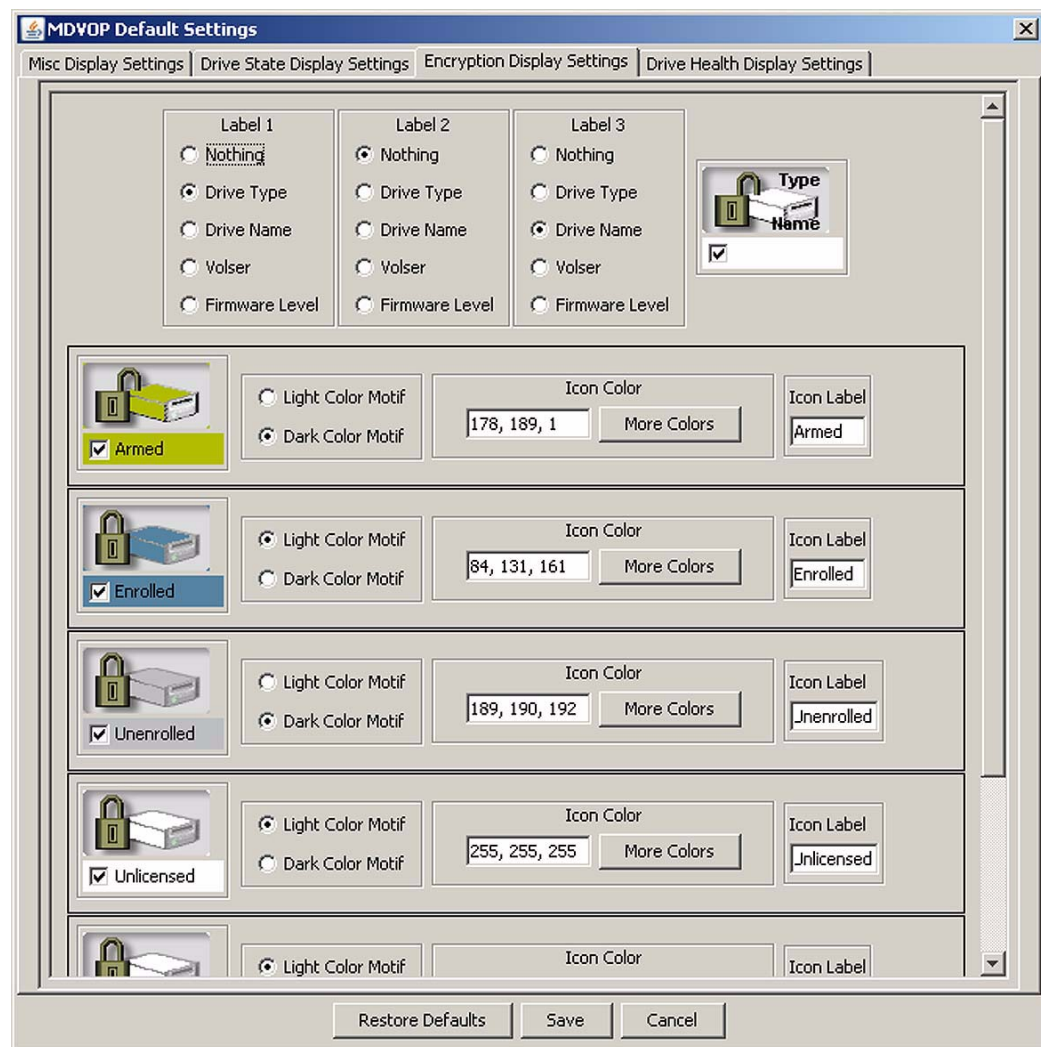 MDVOP Default Settings
Misc Display Settings Drive State Display Settings Encryption Display Settings Drive Health Display Settings
Label 1 Label 2 Label 3
Nothing Nothing Nothing
Drive Type Drive Type Drive Type
Drive Name Drive Name Drive Name
Volser Volser Volser
Firmware Level Firmware Level Firmware Level
Type
Name
Armed
Light Color Motif
Dark Color Motif
Icon Color
178, 189, 1 More Colors
Icon Label
Armed
Enrolled
Light Color Motif
Dark Color Motif
Icon Color
84, 131, 161 More Colors
Icon Label
Enrolled
Unenrolled
Light Color Motif
Dark Color Motif
Icon Color
189, 190, 192 More Colors
Icon Label
Unenrolled
Unlicensed
Light Color Motif
Dark Color Motif
Icon Color
255, 255, 255 More Colors
Icon Label
Unlicensed
Light Color Motif
Icon Color
Icon Label
Restore Defaults Save Cancel